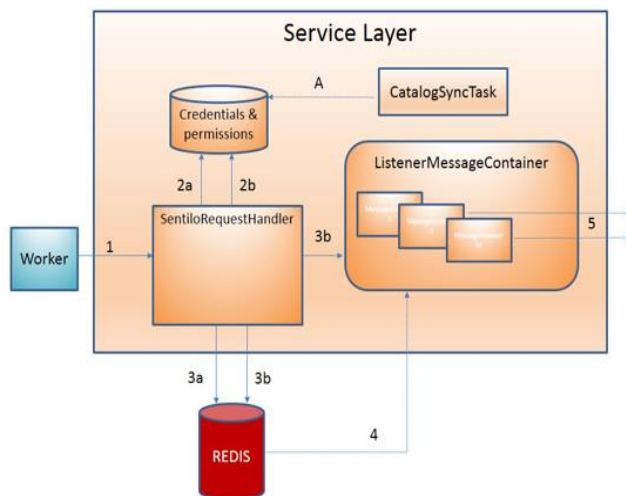 Service Layer
A
CatalogSyncTask
Credentials &
permissions
ListenerMessageContainer
2a
2b
SentiloRequestHandler
5
1
3b
Worker
3a
3b
4
REDIS